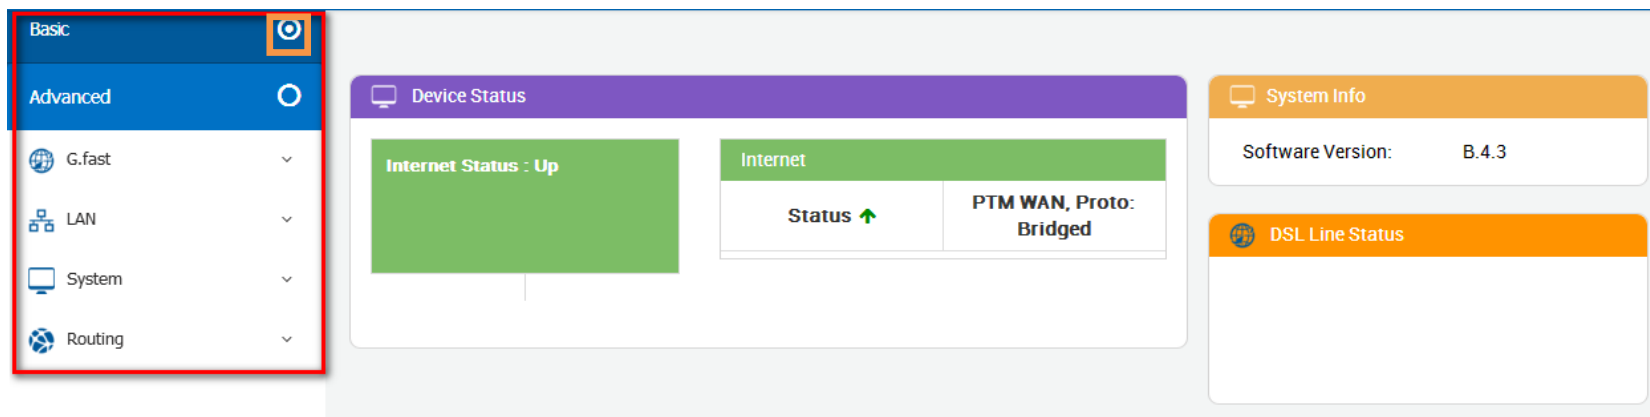 Basic
Advanced
G.fast
LAN
System
Routing
Device Status
Internet Status : Up
Internet
Status
PTM WAN, Proto:
Bridged
System Info
Software Version: B.4.3
DSL Line Status